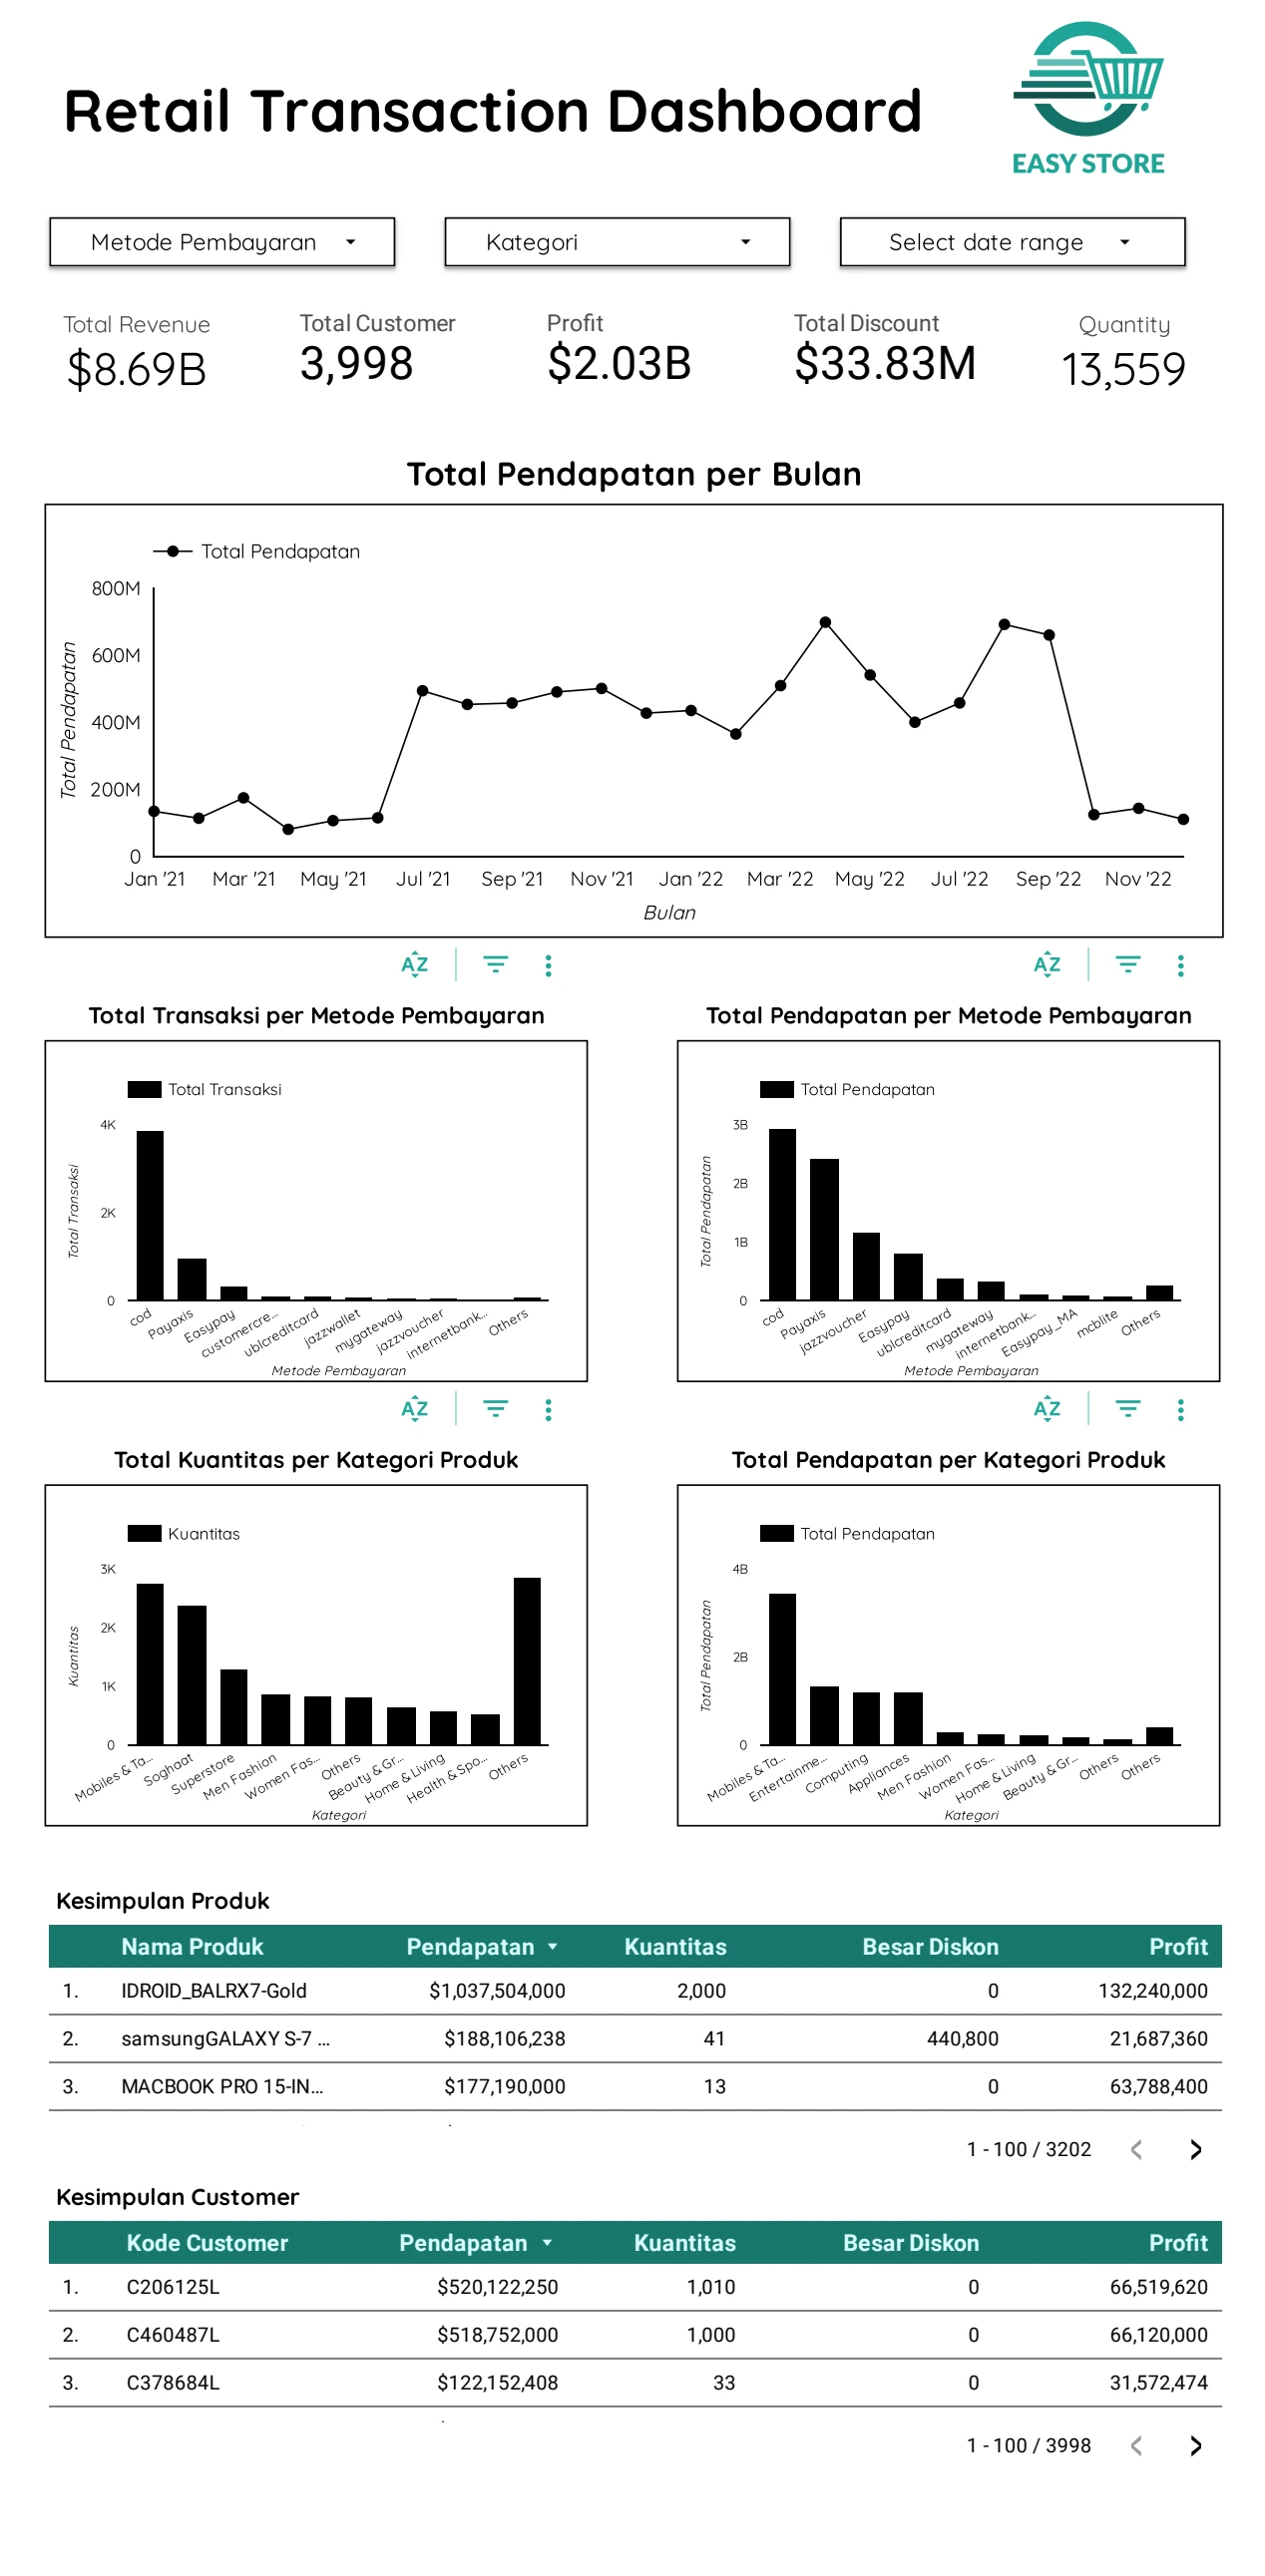 Retail Transaction Dashboard
EASY STORE
Metode Pembayaran Kategori Select date range
Total Revenue Total Customer Profit Total Discount Quantity
$8.69B 3,998 $2.03B $33.83M 13,559
Total Pendapatan per Bulan
Total Pendapatan
800M
600M
400M
200M
0
Total Pendapatan
Jan '21 Mar '21 May '21 Jul '21 Sep '21 Nov '21 Jan '22 Mar '22 May '22 Jul '22 Sep '22 Nov '22
Bulan
AZ
AZ
Total Transaksi per Metode Pembayaran
Total Transaksi
4K
2K
0
Total Transaksi
cod Payaxis Easypay customercre... ublcreditcard jazzwallet mygateway jazzvoucher internetbank... Others
Metode Pembayaran
Total Pendapatan per Metode Pembayaran
Total Pendapatan
3B
2B
1B
0
Total Pendapatan
cod Payaxis jazzvoucher Easypay ublcreditcard mygateway internetbank... Easypay_MA mcblite Others
Metode Pembayaran
AZ
AZ
Total Kuantitas per Kategori Produk
Kuantitas
3K
2K
1K
0
Kuantitas
Mobiles & Ta... Soghaat Superstore Men Fashion Women Fas... Others Beauty & Gr... Home & Living Health & Spo... Others
Kategori
Total Pendapatan per Kategori Produk
Total Pendapatan
4B
2B
0
Total Pendapatan
Mobiles & Ta... Entertainme... Computing Appliances Men Fashion Women Fas... Home & Living Beauty & Gr... Others Others
Kategori
Kesimpulan Produk
Nama Produk Pendapatan Kuantitas Besar Diskon Profit
1. IDROID_BALRX7-Gold $1,037,504,000 2,000 0 132,240,000
2. samsungGALAXY S-7 ... $188,106,238 41 440,800 21,687,360
3. MACBOOK PRO 15-IN... $177,190,000 13 0 63,788,400
1 - 100 / 3202
Kesimpulan Customer
Kode Customer Pendapatan Kuantitas Besar Diskon Profit
1. C206125L $520,122,250 1,010 0 66,519,620
2. C460487L $518,752,000 1,000 0 66,120,000
3. C378684L $122,152,408 33 0 31,572,474
1 - 100 / 3998